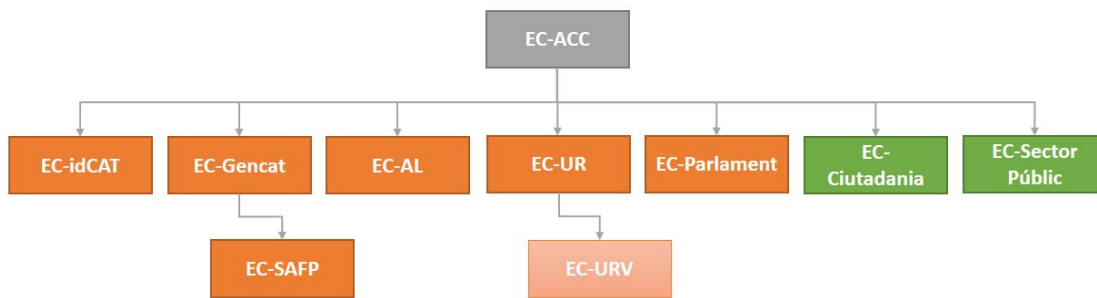 EC-ACC
EC-idCAT
EC-Gencat
EC-AL
EC-UR
EC-Parlament
EC-
Ciutadania
EC-Sector
Públic
EC-SAFP
EC-URV